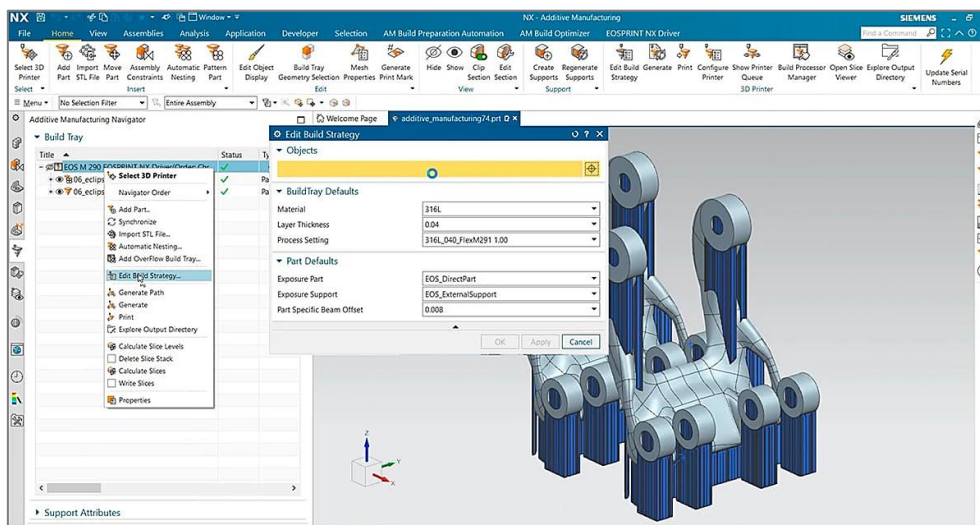 NX
Window
NX - Additive Manufacturing
SIEMENS
File Home View Assemblies Analysis Application Developer Selection AM Build Preparation Automation AM Build Optimizer EOSPRINT NX Driver
Find a Command
Select 3D Printer
Add Part
Import STL File
Move Part
Assembly Constraints
Automatic Nesting
Pattern Part
Edit Object Display
Build Tray Geometry Selection
Mesh Properties
Generate Print Mark
Hide
Show
Clip Section
Edit Section
Create Supports
Regenerate Supports
Edit Build Strategy
Generate
Print
Configure Printer
Show Printer Queue
Build Processor Manager
Open Slice Viewer
Explore Output Directory
Update Serial Numbers
Select Insert Edit View Support 3D Printer
Menu No Selection Filter Entire Assembly
Additive Manufacturing Navigator
Welcome Page additive_manufacturing74.prt
Build Tray
Title Status
EOS M 290 EOSPRINT NX Driver/Order: Chr
06_eclips Pa
06_eclips Pa
Select 3D Printer
Navigator Order
Add Part..
Synchronize
Import STL File...
Automatic Nesting...
Add OverFlow Build Tray...
Edit Build Strategy...
Generate Path
Generate
Print
Explore Output Directory
Calculate Slice Levels
Delete Slice Stack
Calculate Slices
Write Slices
Properties
Support Attributes
Edit Build Strategy
Objects
BuildTray Defaults
Material 316L
Layer Thickness 0.04
Process Setting 316L_040_FlexM291 1.00
Part Defaults
Exposure Part EOS_DirectPart
Exposure Support EOS_ExternalSupport
Part Specific Beam Offset 0.008
OK Apply Cancel
Z
Y
X